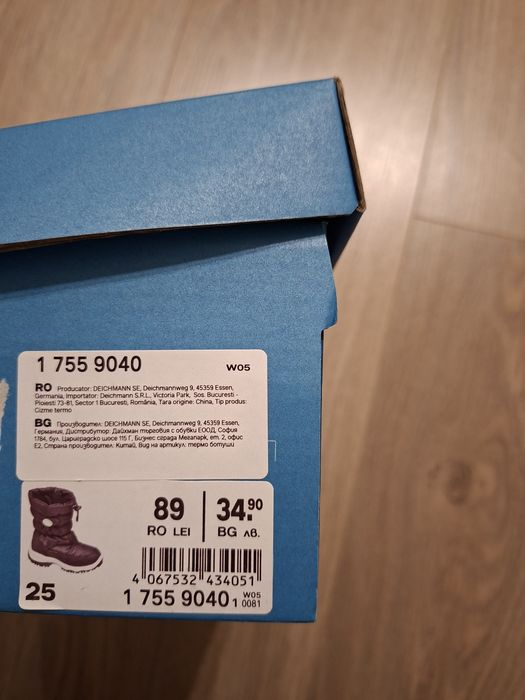 1 755 9040 W05
RO Producator: DEICHMANN SE, Deichmannweg 9, 45359 Essen,
Germania, Importator: Deichmann S.R.L., Victoria Park, Sos. Bucuresti -
Ploiesti 73-81, Sector 1 Bucuresti, România, Tara origine: China, Tip produs:
Cizme termo
BG Производител: DEICHMANN SE, Deichmannweg 9, 45359 Essen,
Германия, Дистрибутор: Дайхман търговия с обувки ЕООД, София
1784, бул. Цариградско шосе 115 Г, Бизнес сграда Мегапарк, ет. 2, офис
E2, Страна производител: Китай, Вид на артикул: термо ботуши
89 34.90
RO LEI BG лв.
4 067532 434051
25 1 755 9040 1 W05 0081